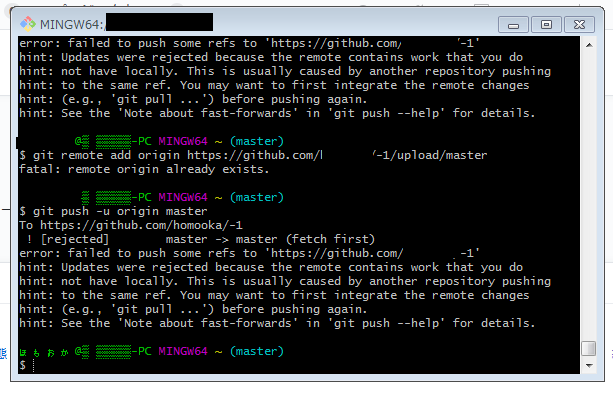 MINGW64:/
error: failed to push some refs to 'https://github.com/ -1'
hint: Updates were rejected because the remote contains work that you do
hint: not have locally. This is usually caused by another repository pushing
hint: to the same ref. You may want to first integrate the remote changes
hint: (e.g., 'git pull ...') before pushing again.
hint: See the 'Note about fast-forwards' in 'git push --help' for details.
@▒ ▒▒▒▒▒-PC MINGW64 ~ (master)
$ git remote add origin https://github.com/ /-1/upload/master
fatal: remote origin already exists.
▒ ▒▒▒▒▒-PC MINGW64 ~ (master)
$ git push -u origin master
To https://github.com/homooka/-1
! [rejected] master -> master (fetch first)
error: failed to push some refs to 'https://github.com/ -1'
hint: Updates were rejected because the remote contains work that you do
hint: not have locally. This is usually caused by another repository pushing
hint: to the same ref. You may want to first integrate the remote changes
hint: (e.g., 'git pull ...') before pushing again.
hint: See the 'Note about fast-forwards' in 'git push --help' for details.
ほもおか@▒ ▒▒▒▒▒-PC MINGW64 ~ (master)
$